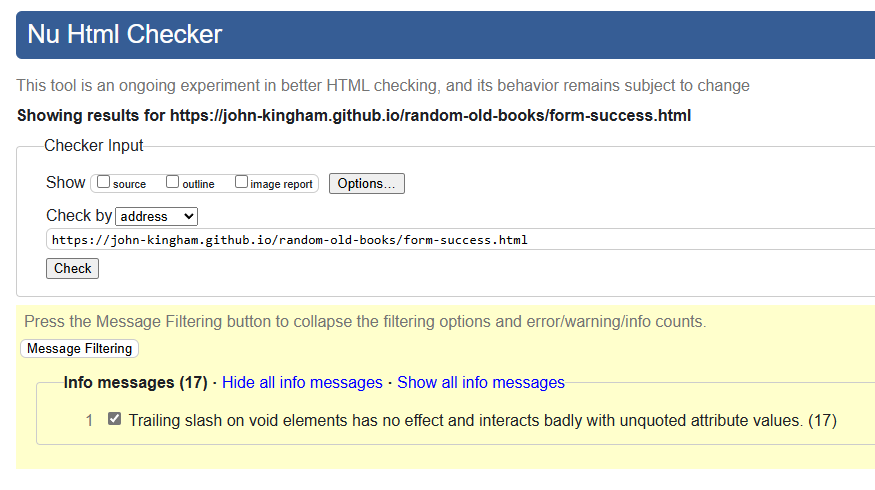 Nu Html Checker
This tool is an ongoing experiment in better HTML checking, and its behavior remains subject to change
Showing results for https://john-kingham.github.io/random-old-books/form-success.html
Checker Input
Show source outline image report Options...
Check by address
https://john-kingham.github.io/random-old-books/form-success.html
Check
Press the Message Filtering button to collapse the filtering options and error/warning/info counts.
Message Filtering
Info messages (17) · Hide all info messages · Show all info messages
1 Trailing slash on void elements has no effect and interacts badly with unquoted attribute values. (17)